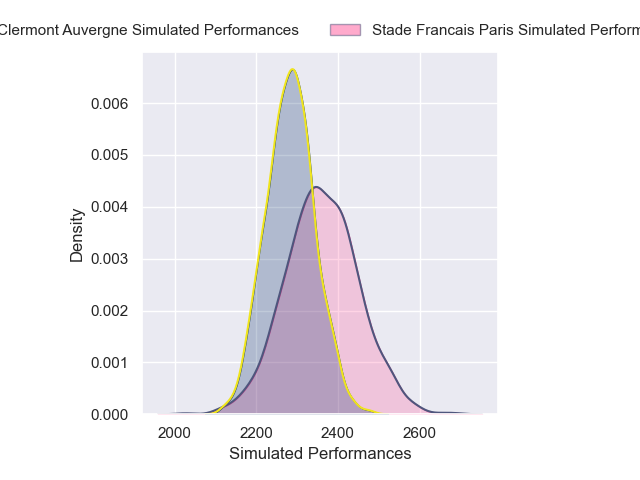 Clermont Auvergne Simulated Performances
Stade Francais Paris Simulated Perform
0.006
0.005
0.004
0.003
0.002
0.001
0.000
Density
2000 2200 2400 2600
Simulated Performances